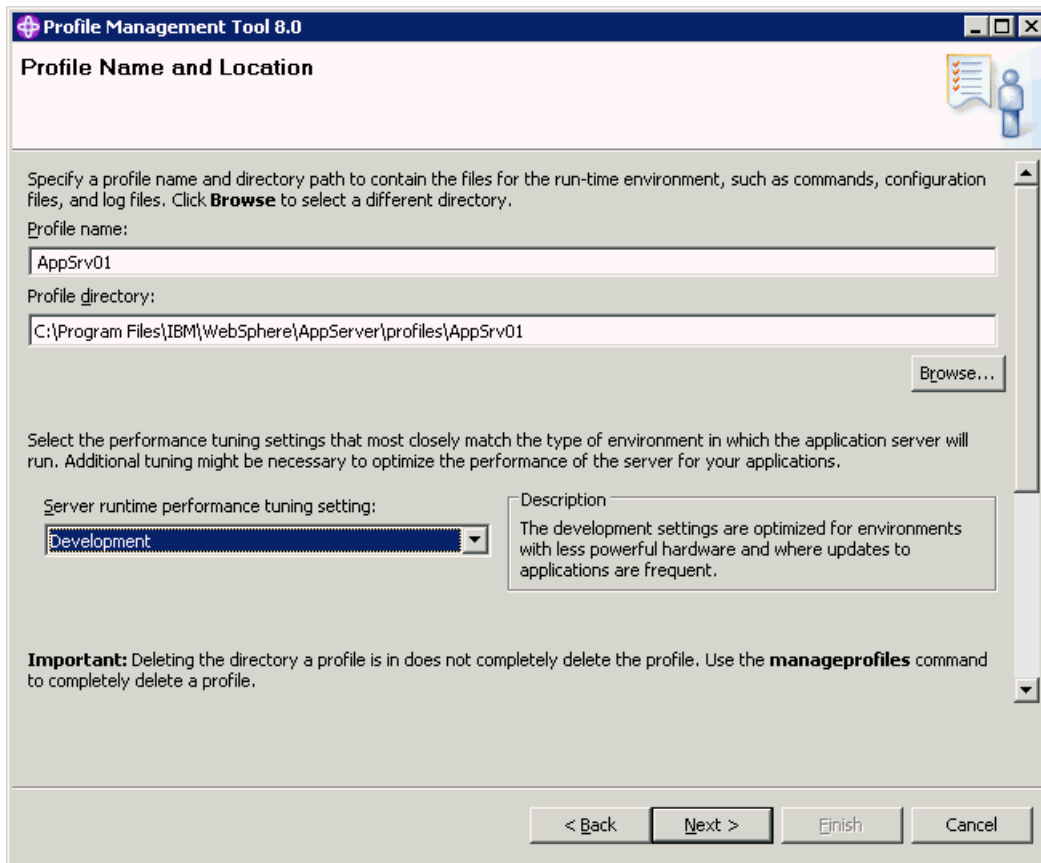 Profile Management Tool 8.0
Profile Name and Location
Specify a profile name and directory path to contain the files for the run-time environment, such as commands, configuration
files, and log files. Click Browse to select a different directory.
Profile name:
AppSrv01
Profile directory:
C:\Program Files\IBM\WebSphere\AppServer\profiles\AppSrv01
Browse...
Select the performance tuning settings that most closely match the type of environment in which the application server will
run. Additional tuning might be necessary to optimize the performance of the server for your applications.
Server runtime performance tuning setting:
Development
Description
The development settings are optimized for environments
with less powerful hardware and where updates to
applications are frequent.
Important: Deleting the directory a profile is in does not completely delete the profile. Use the manageprofiles command
to completely delete a profile.
< Back
Next >
Finish
Cancel